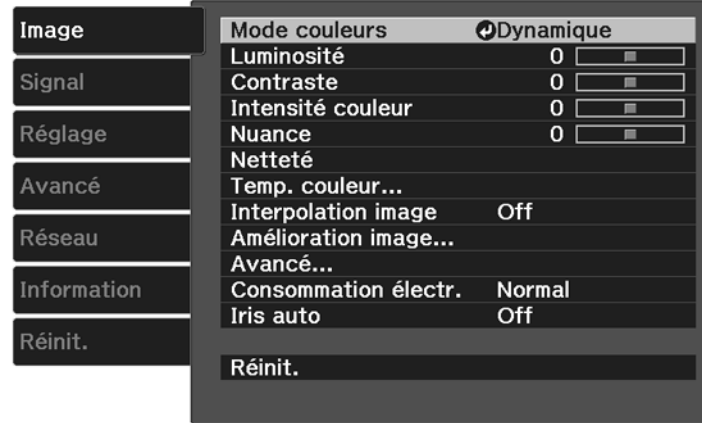 Image
Signal
Réglage
Avancé
Réseau
Information
Réinit.
Mode couleurs Dynamique
Luminosité 0
Contraste 0
Intensité couleur 0
Nuance 0
Netteté
Temp. couleur...
Interpolation image Off
Amélioration image...
Avancé...
Consommation électr. Normal
Iris auto Off
Réinit.